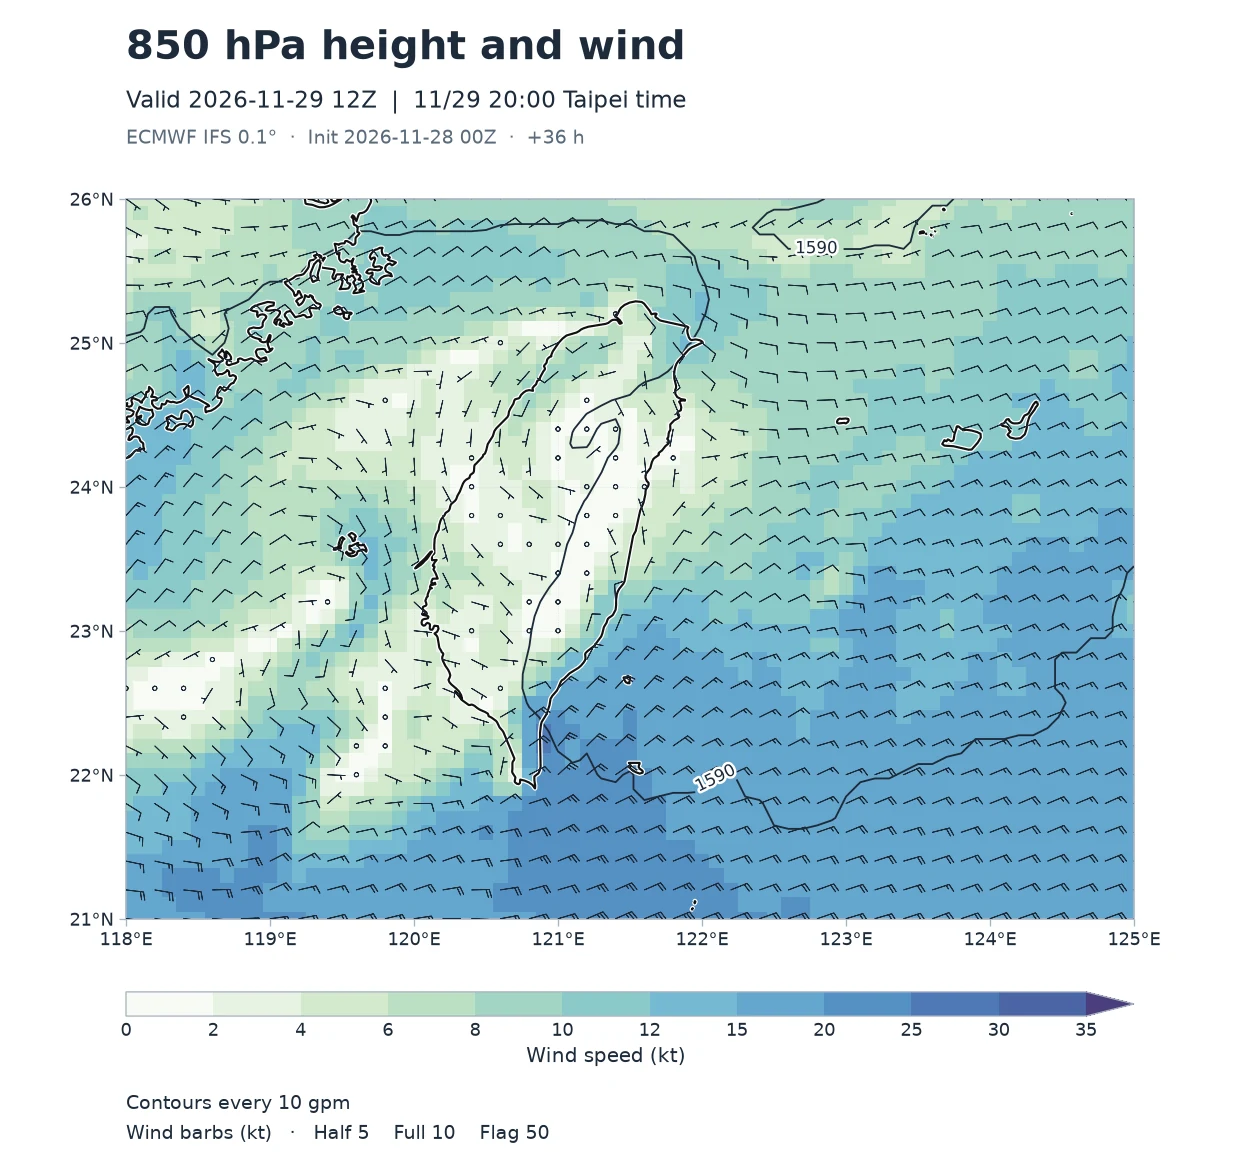 850 hPa height and wind
Valid 2026-11-29 12Z | 11/29 20:00 Taipei time
ECMWF IFS 0.1° · Init 2026-11-28 00Z · +36 h
26°N
1590
25°N
24°N
23°N
1590
22°N
21°N
118°E 119°E 120°E 121°E 122°E 123°E 124°E 125°E
0 2 4 6 8 10 12 15 20 25 30 35
Wind speed (kt)
Contours every 10 gpm
Wind barbs (kt) · Half 5 Full 10 Flag 50